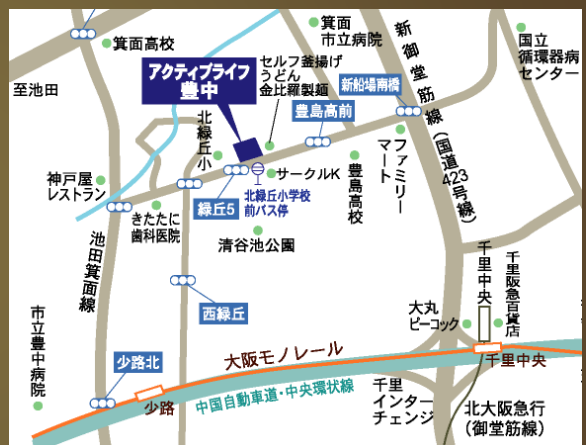 箕面高校
至池田
アクティブライフ
豊中
箕面
市立病院
セルフ釜揚げ
うどん
金比羅製麺
新御堂筋線(国道423号線)
国立
循環器病
センター
新船場南橋
豊島高前
北緑丘小
神戸屋
レストラン
きたたに
歯科医院
緑丘5
北緑丘小学校
前バス停
サークルK
豊島高校
ファミリー
マート
清谷池公園
池田箕面線
西緑丘
市立豊中病院
少路北
少路
大阪モノレール
中国自動車道・中央環状線
大丸
ピーコック
千里中央
千里阪急百貨店
千里中央
千里
インター
チェンジ
北大阪急行
(御堂筋線)